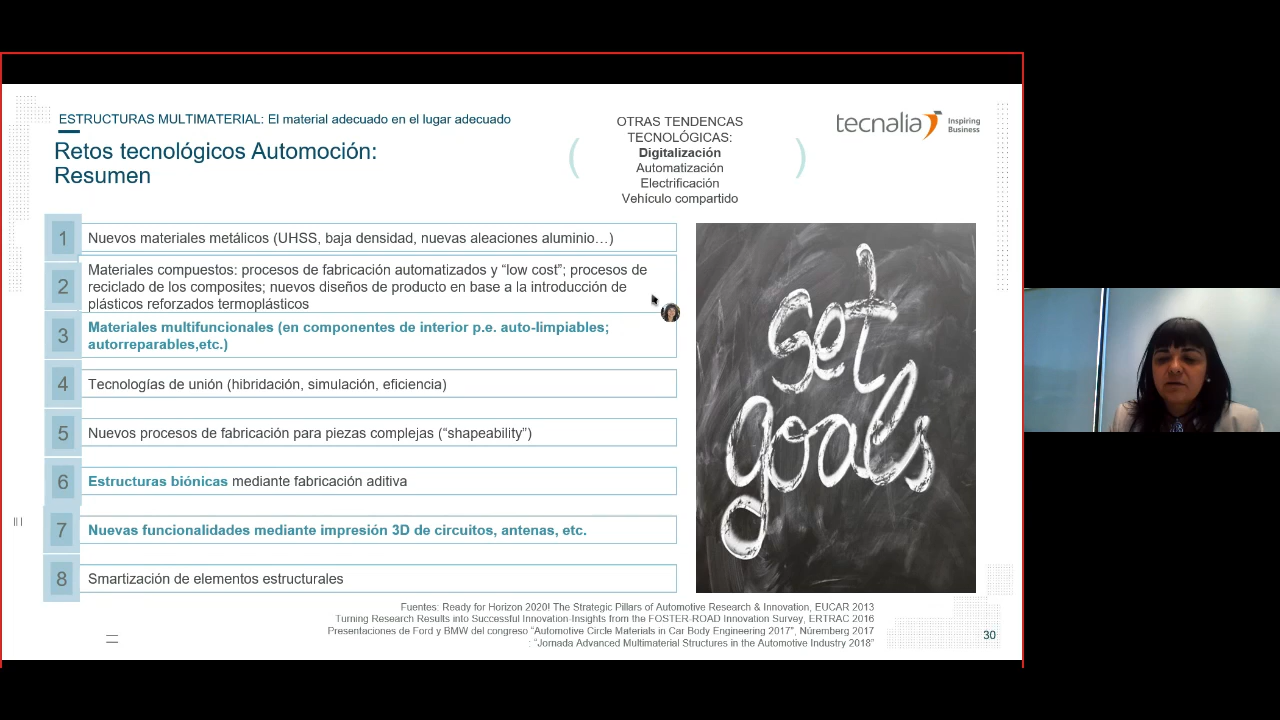 ESTRUCTURAS MULTIMATERIAL: El material adecuado en el lugar adecuado
Retos tecnológicos Automoción:
Resumen
OTRAS TENDENCAS
TECNOLÓGICAS:
Digitalización
Automatización
Electrificación
Vehículo compartido
tecnalia Inspiring
Business
1 Nuevos materiales metálicos (UHSS, baja densidad, nuevas aleaciones aluminio…)
2 Materiales compuestos: procesos de fabricación automatizados y “low cost”; procesos de
reciclado de los composites; nuevos diseños de producto en base a la introducción de
plásticos reforzados termoplásticos
3 Materiales multifuncionales (en componentes de interior p.e. auto-limpiables;
autorreparables,etc.)
4 Tecnologías de unión (hibridación, simulación, eficiencia)
5 Nuevos procesos de fabricación para piezas complejas (“shapeability”)
6 Estructuras biónicas mediante fabricación aditiva
7 Nuevas funcionalidades mediante impresión 3D de circuitos, antenas, etc.
8 Smartización de elementos estructurales
set
goals
Fuentes: Ready for Horizon 2020! The Strategic Pillars of Automotive Research & Innovation, EUCAR 2013
Turning Research Results into Successful Innovation-Insights from the FOSTER-ROAD Innovation Survey, ERTRAC 2016
Presentaciones de Ford y BMW del congreso “Automotive Circle Materials in Car Body Engineering 2017”, Núremberg 2017
: “Jornada Advanced Multimaterial Structures in the Automotive Industry 2018”
30